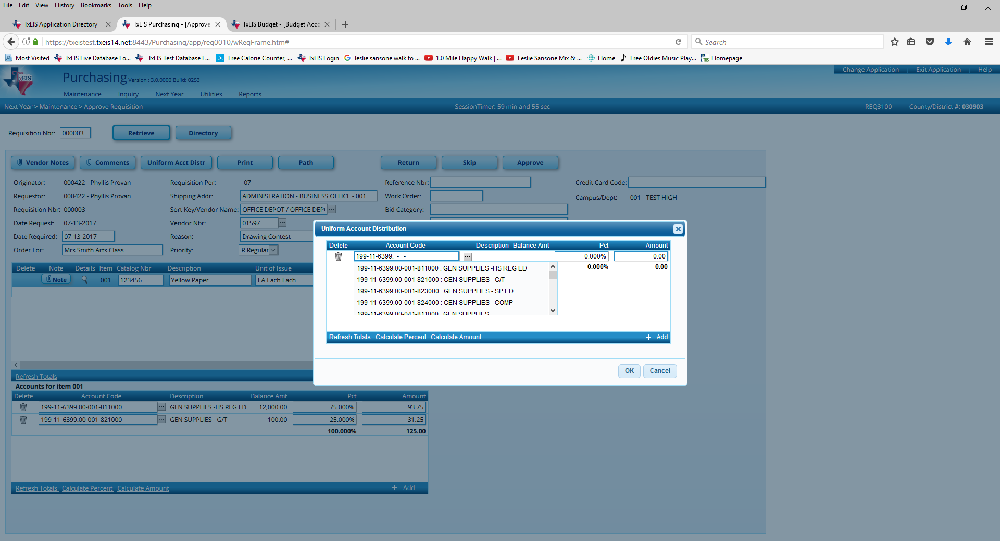 File Edit View History Bookmarks Tools Help
TxEIS Application Directory TxEIS Purchasing - [Approve TxEIS Budget - [Budget Acco
https://txeistest.txeis14.net:8443/Purchasing/app/req0010/wReqFrame.htm# Search
Most Visited TxEIS Live Database Lo... TxEIS Test Database L... Free Calorie Counter, ... TxEIS Login leslie sansone walk to ... 1.0 Mile Happy Walk | ... Leslie Sansone Mix & ... Home Free Oldies Music Play... TRS Homepage
TxEIS Purchasing Version : 3.0.0000 Build: 0253 Change Application Exit Application Help
Maintenance Inquiry Next Year Utilities Reports
Next Year > Maintenance > Approve Requisition SessionTimer: 59 min and 55 sec REQ3100 County/District #: 030903
Requisition Nbr: 000003 Retrieve Directory
Vendor Notes Comments Uniform Acct Distr Print Path Return Skip Approve
Originator: 000422 - Phyllis Provan Requisition Per: 07 Reference Nbr: Credit Card Code:
Requestor: 000422 - Phyllis Provan Shipping Addr: ADMINISTRATION - BUSINESS OFFICE - 001 Work Order: Campus/Dept: 001 - TEST HIGH
Requisition Nbr: 000003 Sort Key/Vendor Name: OFFICE DEPOT / OFFICE DEP Bid Category:
Date Request: 07-13-2017 Vendor Nbr: 01597
Date Required: 07-13-2017 Reason: Drawing Contest
Order For: Mrs Smith Arts Class Priority: R Regular
Delete Note Details Item Catalog Nbr Description Unit of Issue
Note 001 123456 Yellow Paper EA Each Each
Uniform Account Distribution
Delete Account Code Description Balance Amt Pct Amount
199-11-6399. - - 0.000% 0.00
0.000% 0.00
199-11-6399.00-001-811000 : GEN SUPPLIES -HS REG ED
199-11-6399.00-001-821000 : GEN SUPPLIES - G/T
199-11-6399.00-001-823000 : GEN SUPPLIES - SP ED
199-11-6399.00-001-824000 : GEN SUPPLIES - COMP
199-11-6399.00-041-811000 : GEN SUPPLIES
Refresh Totals Calculate Percent Calculate Amount + Add
OK Cancel
Refresh Totals
Accounts for item 001
Delete Account Code Description Balance Amt Pct Amount
199-11-6399.00-001-811000 GEN SUPPLIES -HS REG ED 12,000.00 75.000% 93.75
199-11-6399.00-001-821000 GEN SUPPLIES - G/T 100.00 25.000% 31.25
100.000% 125.00
Refresh Totals Calculate Percent Calculate Amount + Add